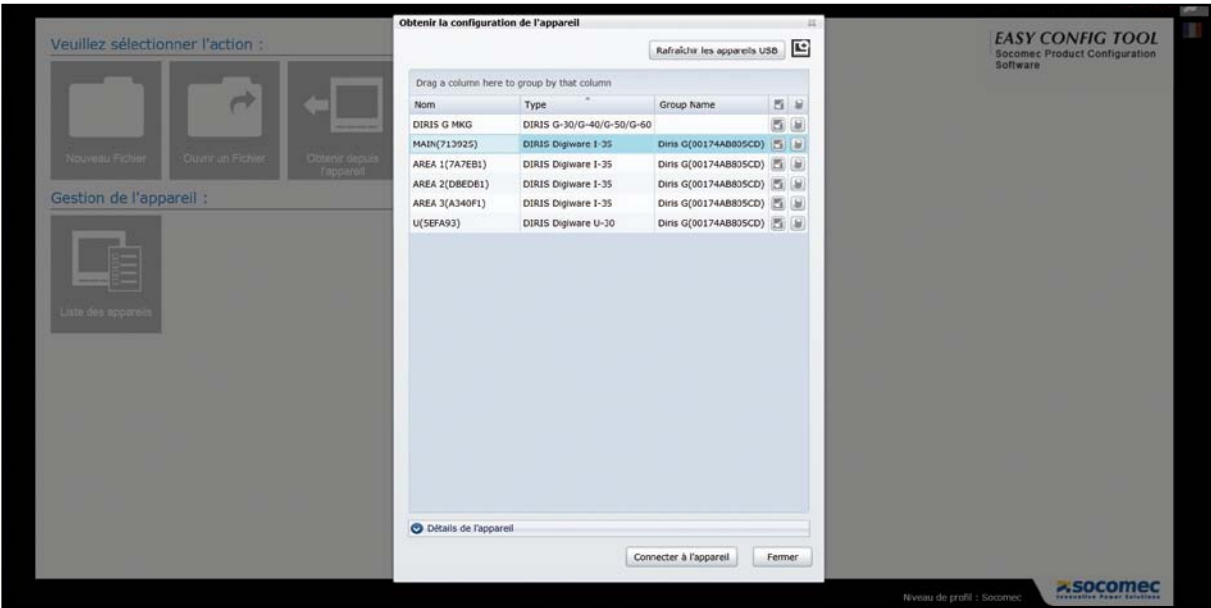 Obtenir la configuration de l'appareil
Veuillez sélectionner l'action :
EASY CONFIG TOOL
Socomec Product Configuration
Software
Rafraîchir les appareils USB
Drag a column here to group by that column
Nom Type Group Name
DIRIS G MKG DIRIS G-30/G-40/G-50/G-60
MAIN(713925) DIRIS Digiware I-35 Diris G(00174AB805CD)
AREA 1(7A7EB1) DIRIS Digiware I-35 Diris G(00174AB805CD)
AREA 2(DBEDB1) DIRIS Digiware I-35 Diris G(00174AB805CD)
AREA 3(A340F1) DIRIS Digiware I-35 Diris G(00174AB805CD)
U(5EFA93) DIRIS Digiware U-30 Diris G(00174AB805CD)
Nouveau Fichier
Ouvrir un Fichier
Obtenir depuis
l'appareil
Gestion de l'appareil :
Liste des appareils
Détails de l'appareil
Connecter à l'appareil
Fermer
Niveau de profil : Socomec
socomec
Innovative Power Solutions